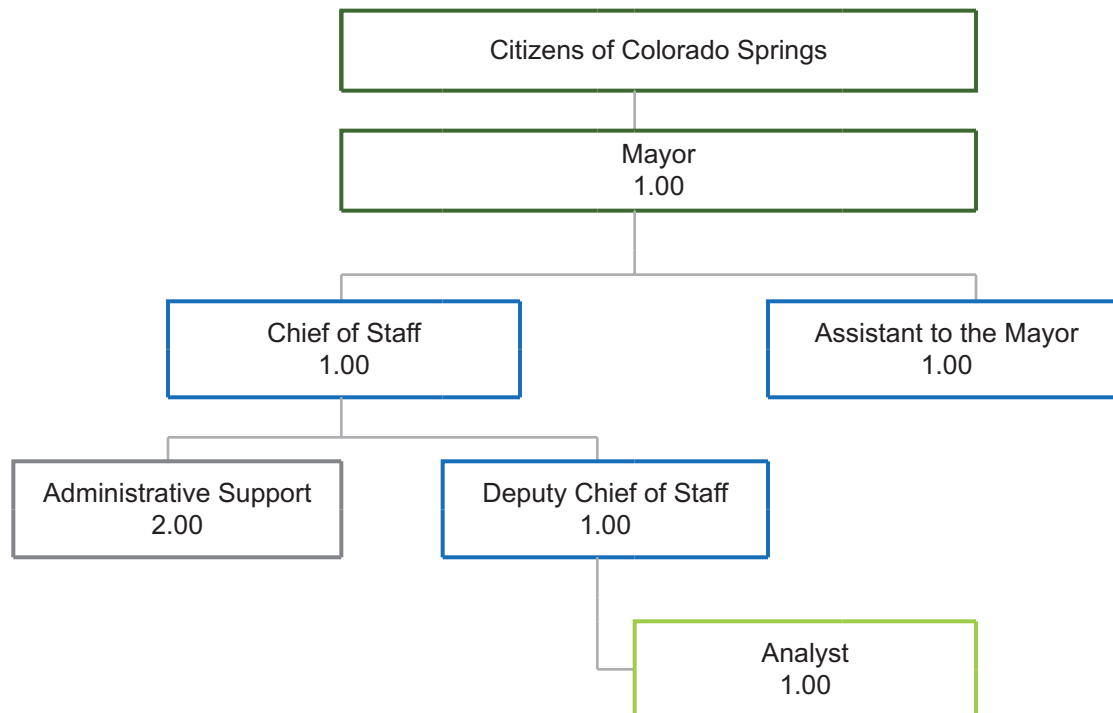 Citizens of Colorado Springs
Mayor
1.00
Chief of Staff
1.00
Assistant to the Mayor
1.00
Administrative Support
2.00
Deputy Chief of Staff
1.00
Analyst
1.00